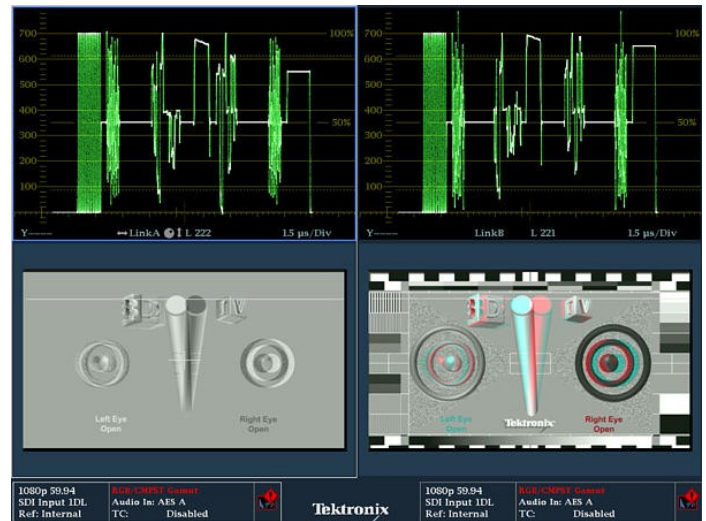 700
600
500
400
300
200
100
0
100%
50%
Y----
LinkA
L 222
1.5 µs/Div
700
600
500
400
300
200
100
0
100%
50%
Y----
LinkB
L 221
1.5 µs/Div
3D TV
Left Eye
Open
Right Eye
Open
3D TV
Left Eye
Open
Tektronix
Right Eye
Open
1080p 59.94
SDI Input 1DL
Ref: Internal
RGB/CMPST Gamut
Audio In: AES A
TC: Disabled
Tektronix
1080p 59.94
SDI Input 1DL
Ref: Internal
RGB/CMPST Gamut
Audio In: AES A
TC: Disabled